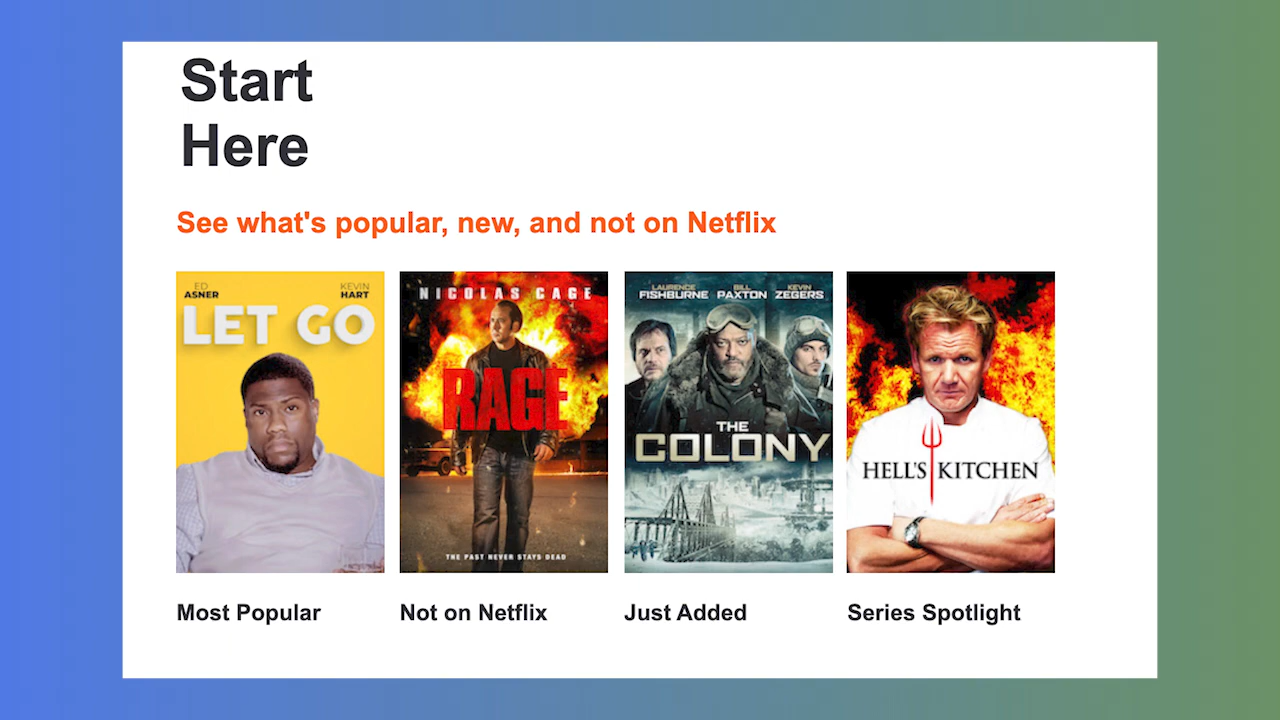 Start
Here
See what's popular, new, and not on Netflix
ED ASNER KEVIN HART
LET GO
NICOLAS CAGE
RAGE
THE PAST NEVER STAYS DEAD
LAURENCE FISHBURNE BILL PAXTON KEVIN ZEGERS
THE
COLONY
HELL'S KITCHEN
Most Popular Not on Netflix Just Added Series Spotlight